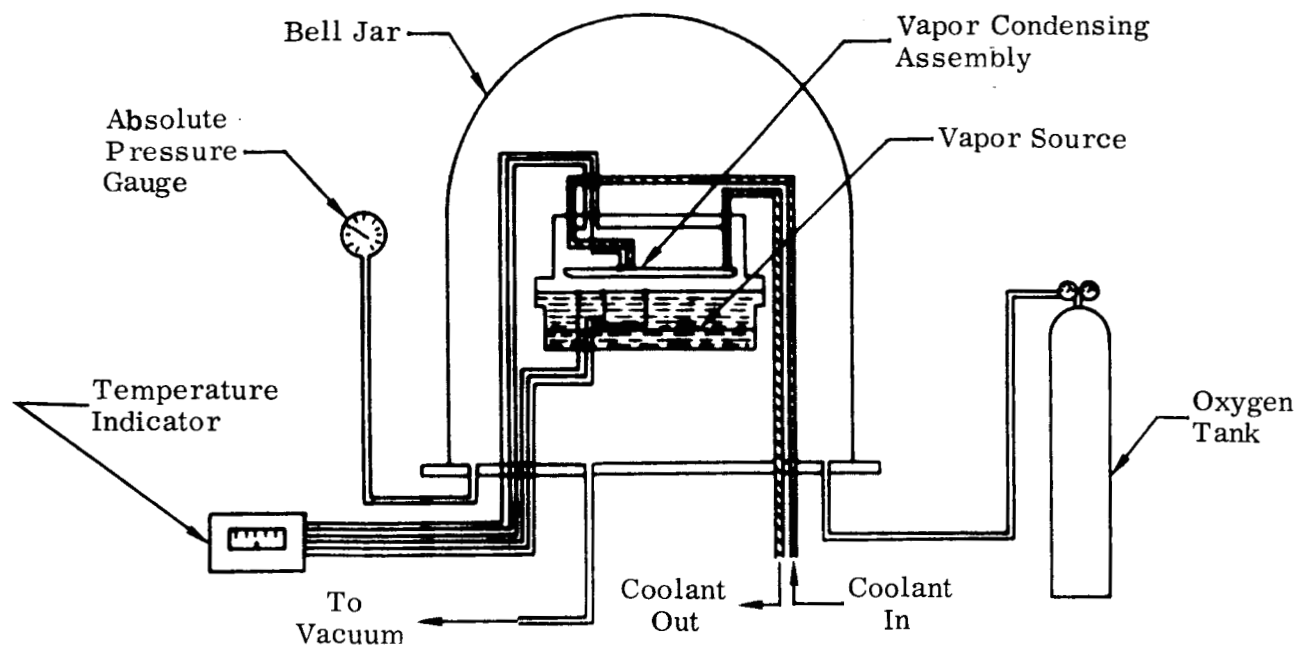 Bell Jar
Vapor Condensing
Assembly
Absolute
Pressure
Gauge
Vapor Source
Temperature
Indicator
Oxygen
Tank
To
Vacuum
Coolant
Out
Coolant
In